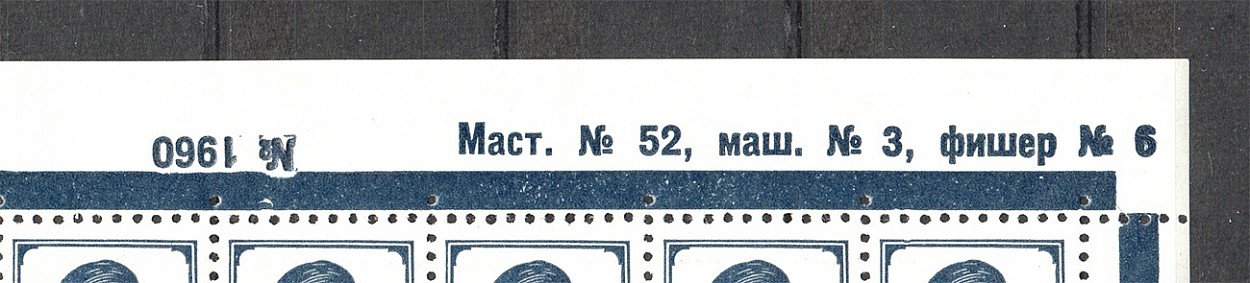 № 1960
Маст. № 52, маш. № 3, фишер № 6